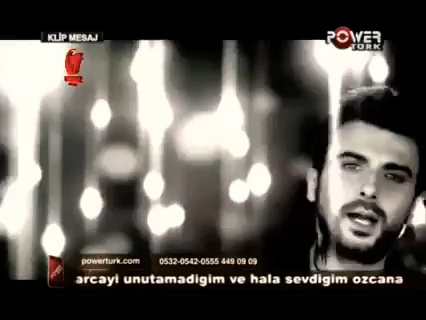 KLİP MESAJ
POWER
TÜRK
powerturk.com
0532-0542-0555 449 09 09
arcayi unutamadigim ve hala sevdigim ozcana